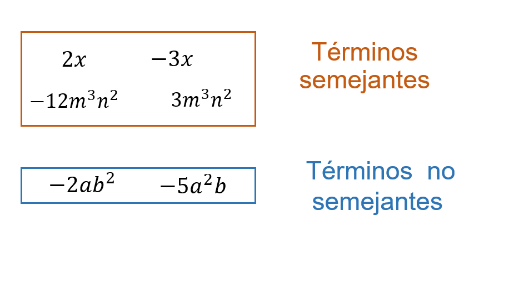 2x −3x
−12m³n² 3m³n²
Términos
semejantes
−2ab² −5a²b
Términos no
semejantes